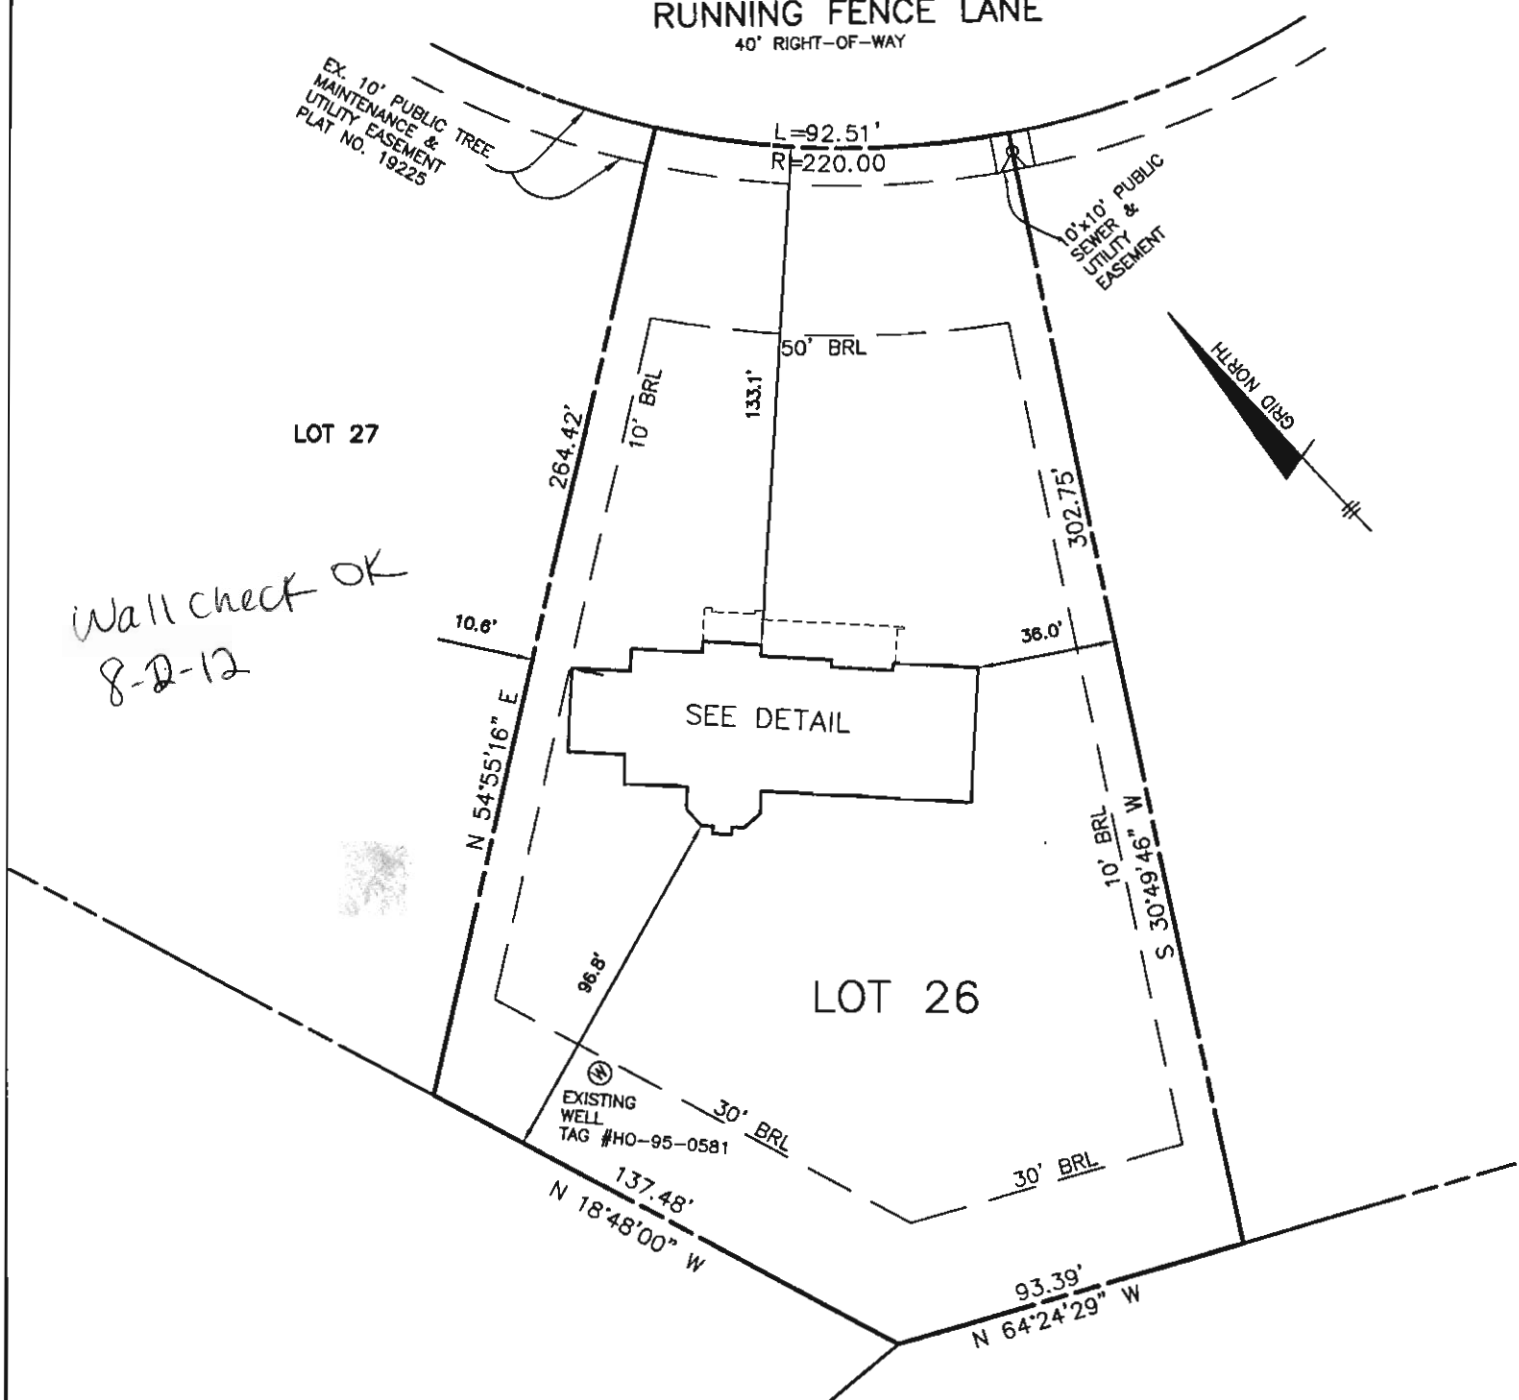 RUNNING FENCE LANE
40' RIGHT-OF-WAY
EX. 10' PUBLIC TREE
MAINTENANCE &
UTILITY EASEMENT
PLAT NO. 19225
L=92.51'
R=220.00
10'x10' PUBLIC
SEWER &
UTILITY
EASEMENT
GRID NORTH
50' BRL
10' BRL
133.1'
LOT 27
264.42'
302.75'
Wall check OK
8-2-12
10.6'
36.0'
SEE DETAIL
N 54°55'16" E
10' BRL
S 30°49'46" W
96.8'
LOT 26
W
EXISTING
WELL
TAG #HO-95-0581
30' BRL
30' BRL
137.48'
N 18°48'00" W
93.39'
N 64°24'29" W